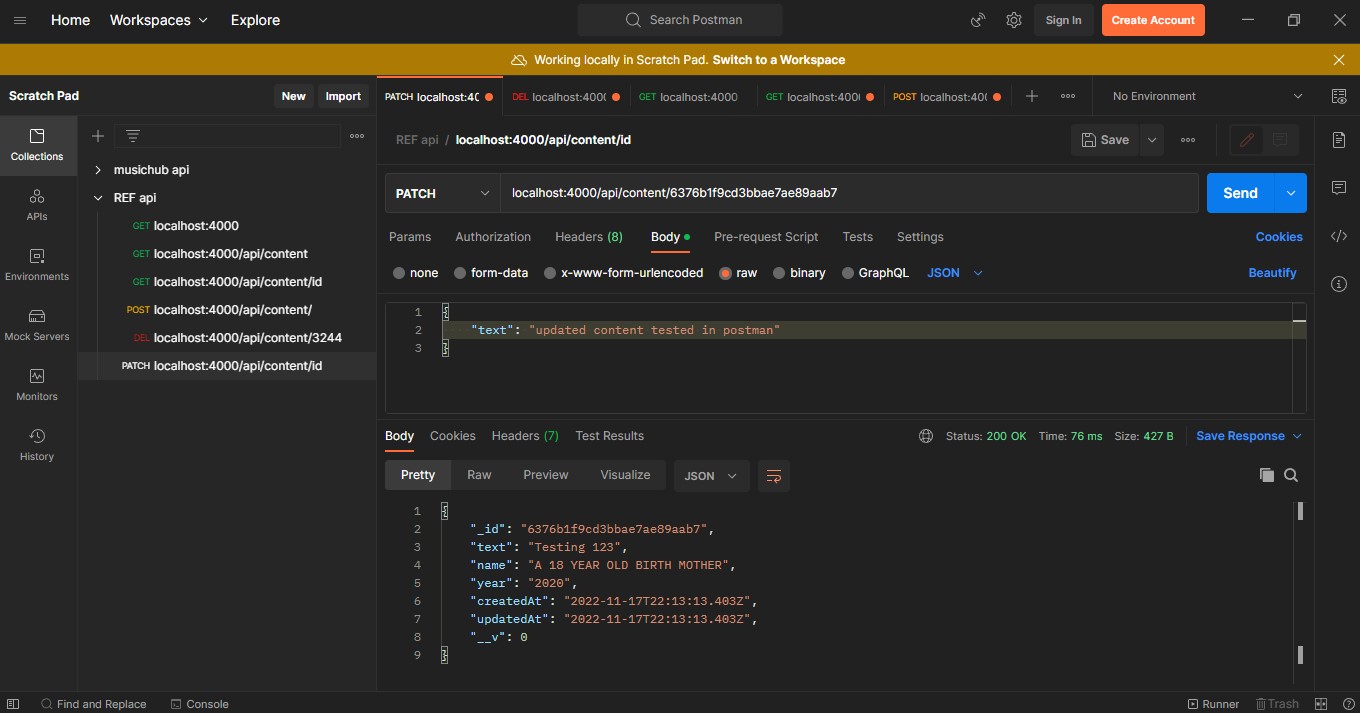 Home Workspaces Explore Search Postman Sign In Create Account
Working locally in Scratch Pad. Switch to a Workspace
Scratch Pad New Import
PATCH localhost:4( DEL localhost:400( GET localhost:4000 GET localhost:400( POST localhost:40( No Environment
Collections
APIs
Environments
Mock Servers
Monitors
History
musichub api
REF api
GET localhost:4000
GET localhost:4000/api/content
GET localhost:4000/api/content/id
POST localhost:4000/api/content/
DEL localhost:4000/api/content/3244
PATCH localhost:4000/api/content/id
REF api / localhost:4000/api/content/id Save
PATCH localhost:4000/api/content/6376b1f9cd3bbae7ae89aab7 Send
Params Authorization Headers (8) Body Pre-request Script Tests Settings Cookies
none form-data x-www-form-urlencoded raw binary GraphQL JSON Beautify
1 {
2 "text": "updated content tested in postman"
3 }
Body Cookies Headers (7) Test Results Status: 200 OK Time: 76 ms Size: 427 B Save Response
Pretty Raw Preview Visualize JSON
1 {
2 "_id": "6376b1f9cd3bbae7ae89aab7",
3 "text": "Testing 123",
4 "name": "A 18 YEAR OLD BIRTH MOTHER",
5 "year": "2020",
6 "createdAt": "2022-11-17T22:13:13.403Z",
7 "updatedAt": "2022-11-17T22:13:13.403Z",
8 "__v": 0
9 }
Find and Replace Console Runner Trash